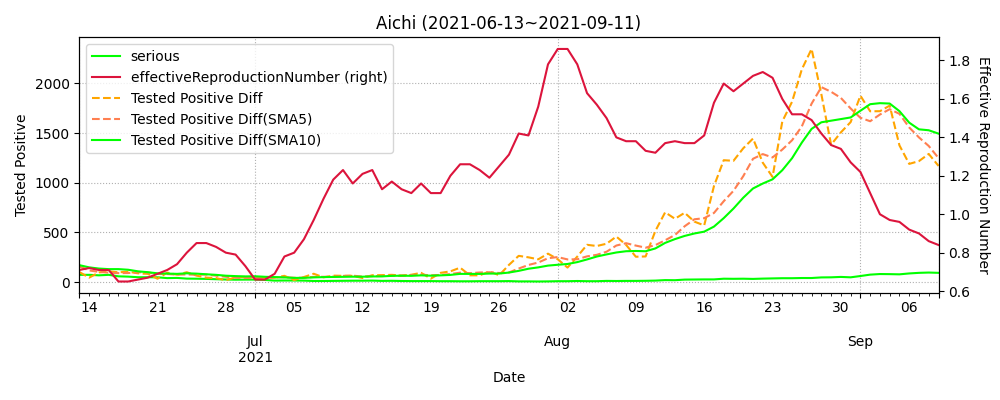 Aichi (2021-06-13~2021-09-11)
serious
effectiveReproductionNumber (right)
Tested Positive Diff
Tested Positive Diff(SMA5)
Tested Positive Diff(SMA10)
Tested Positive
2000
1500
1000
500
0
Effective Reproduction Number
1.8
1.6
1.4
1.2
1.0
0.8
0.6
14 21 28 05 12 19 26 02 09 16 23 30 06
Jul Aug Sep
2021
Date